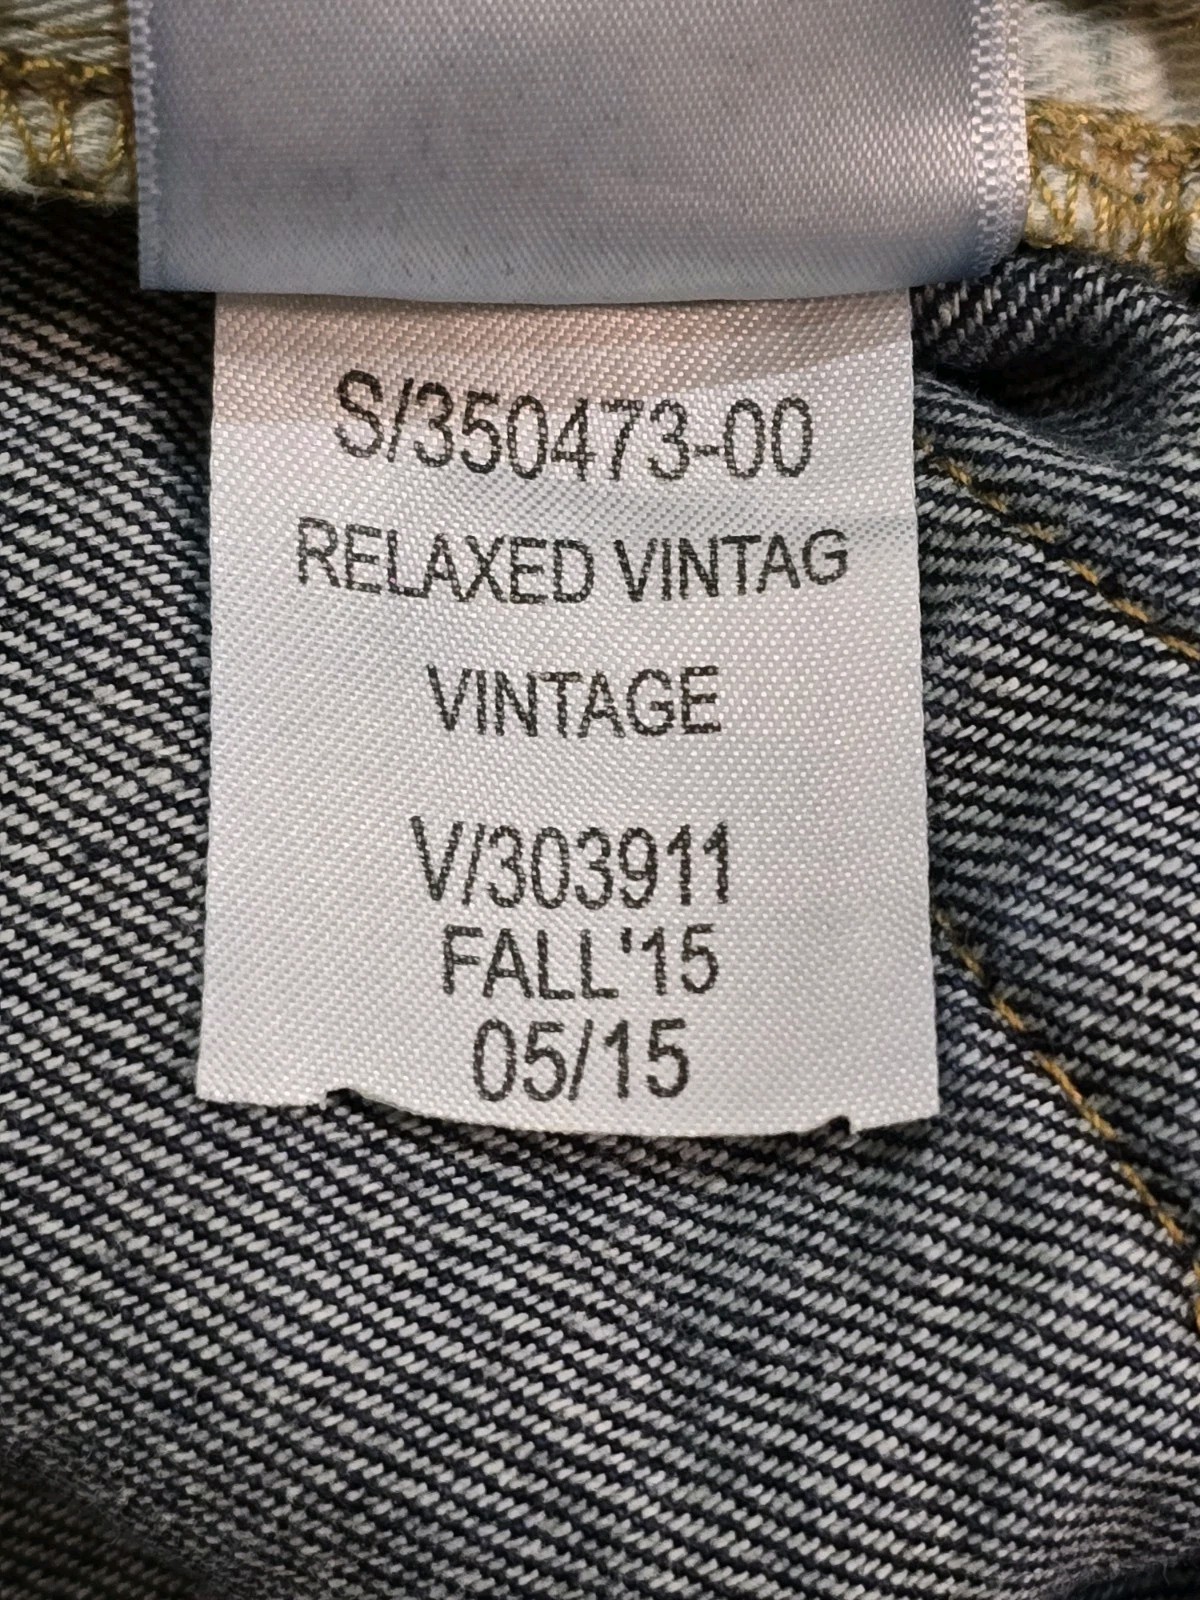 S/350473-00
RELAXED VINTAG
VINTAGE
V/303911
FALL'15
05/15